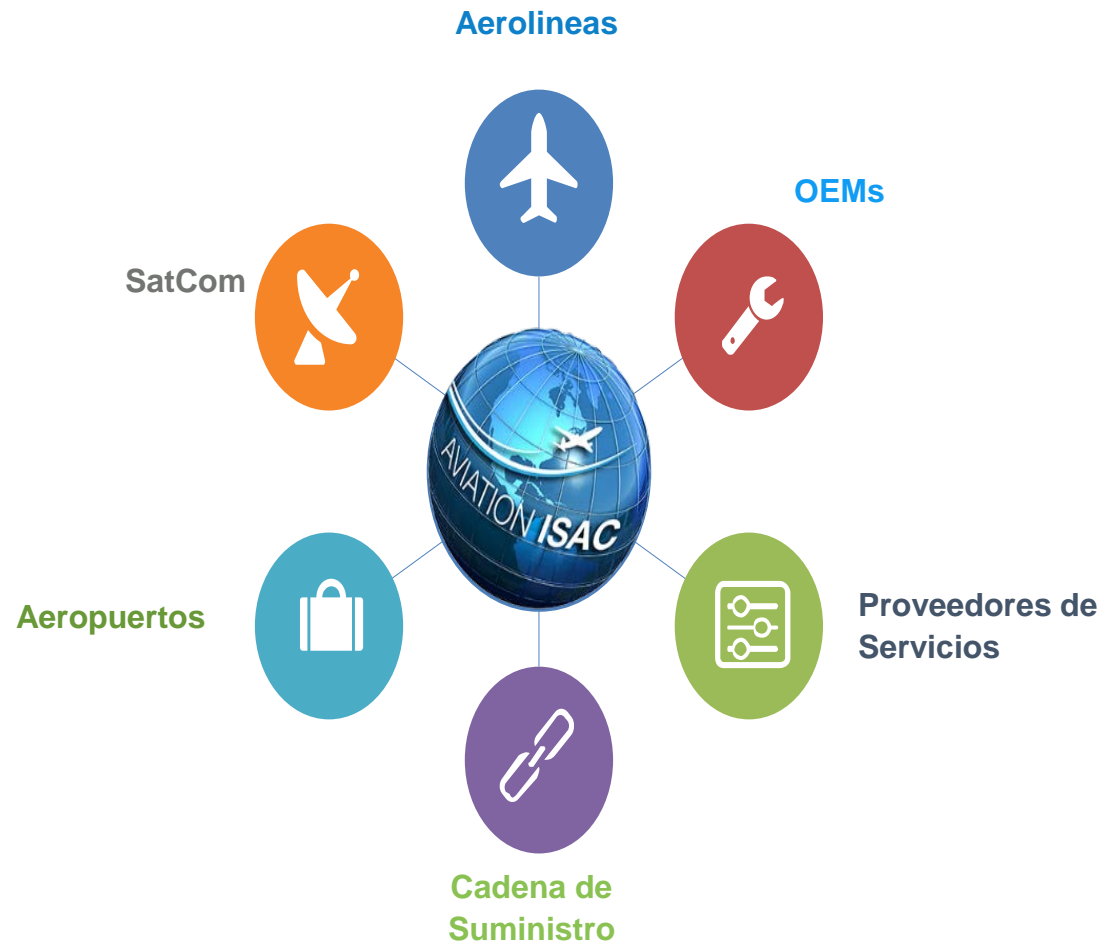 Aerolineas
OEMs
SatCom
AVIATION ISAC
Aeropuertos
Proveedores de
Servicios
Cadena de
Suministro